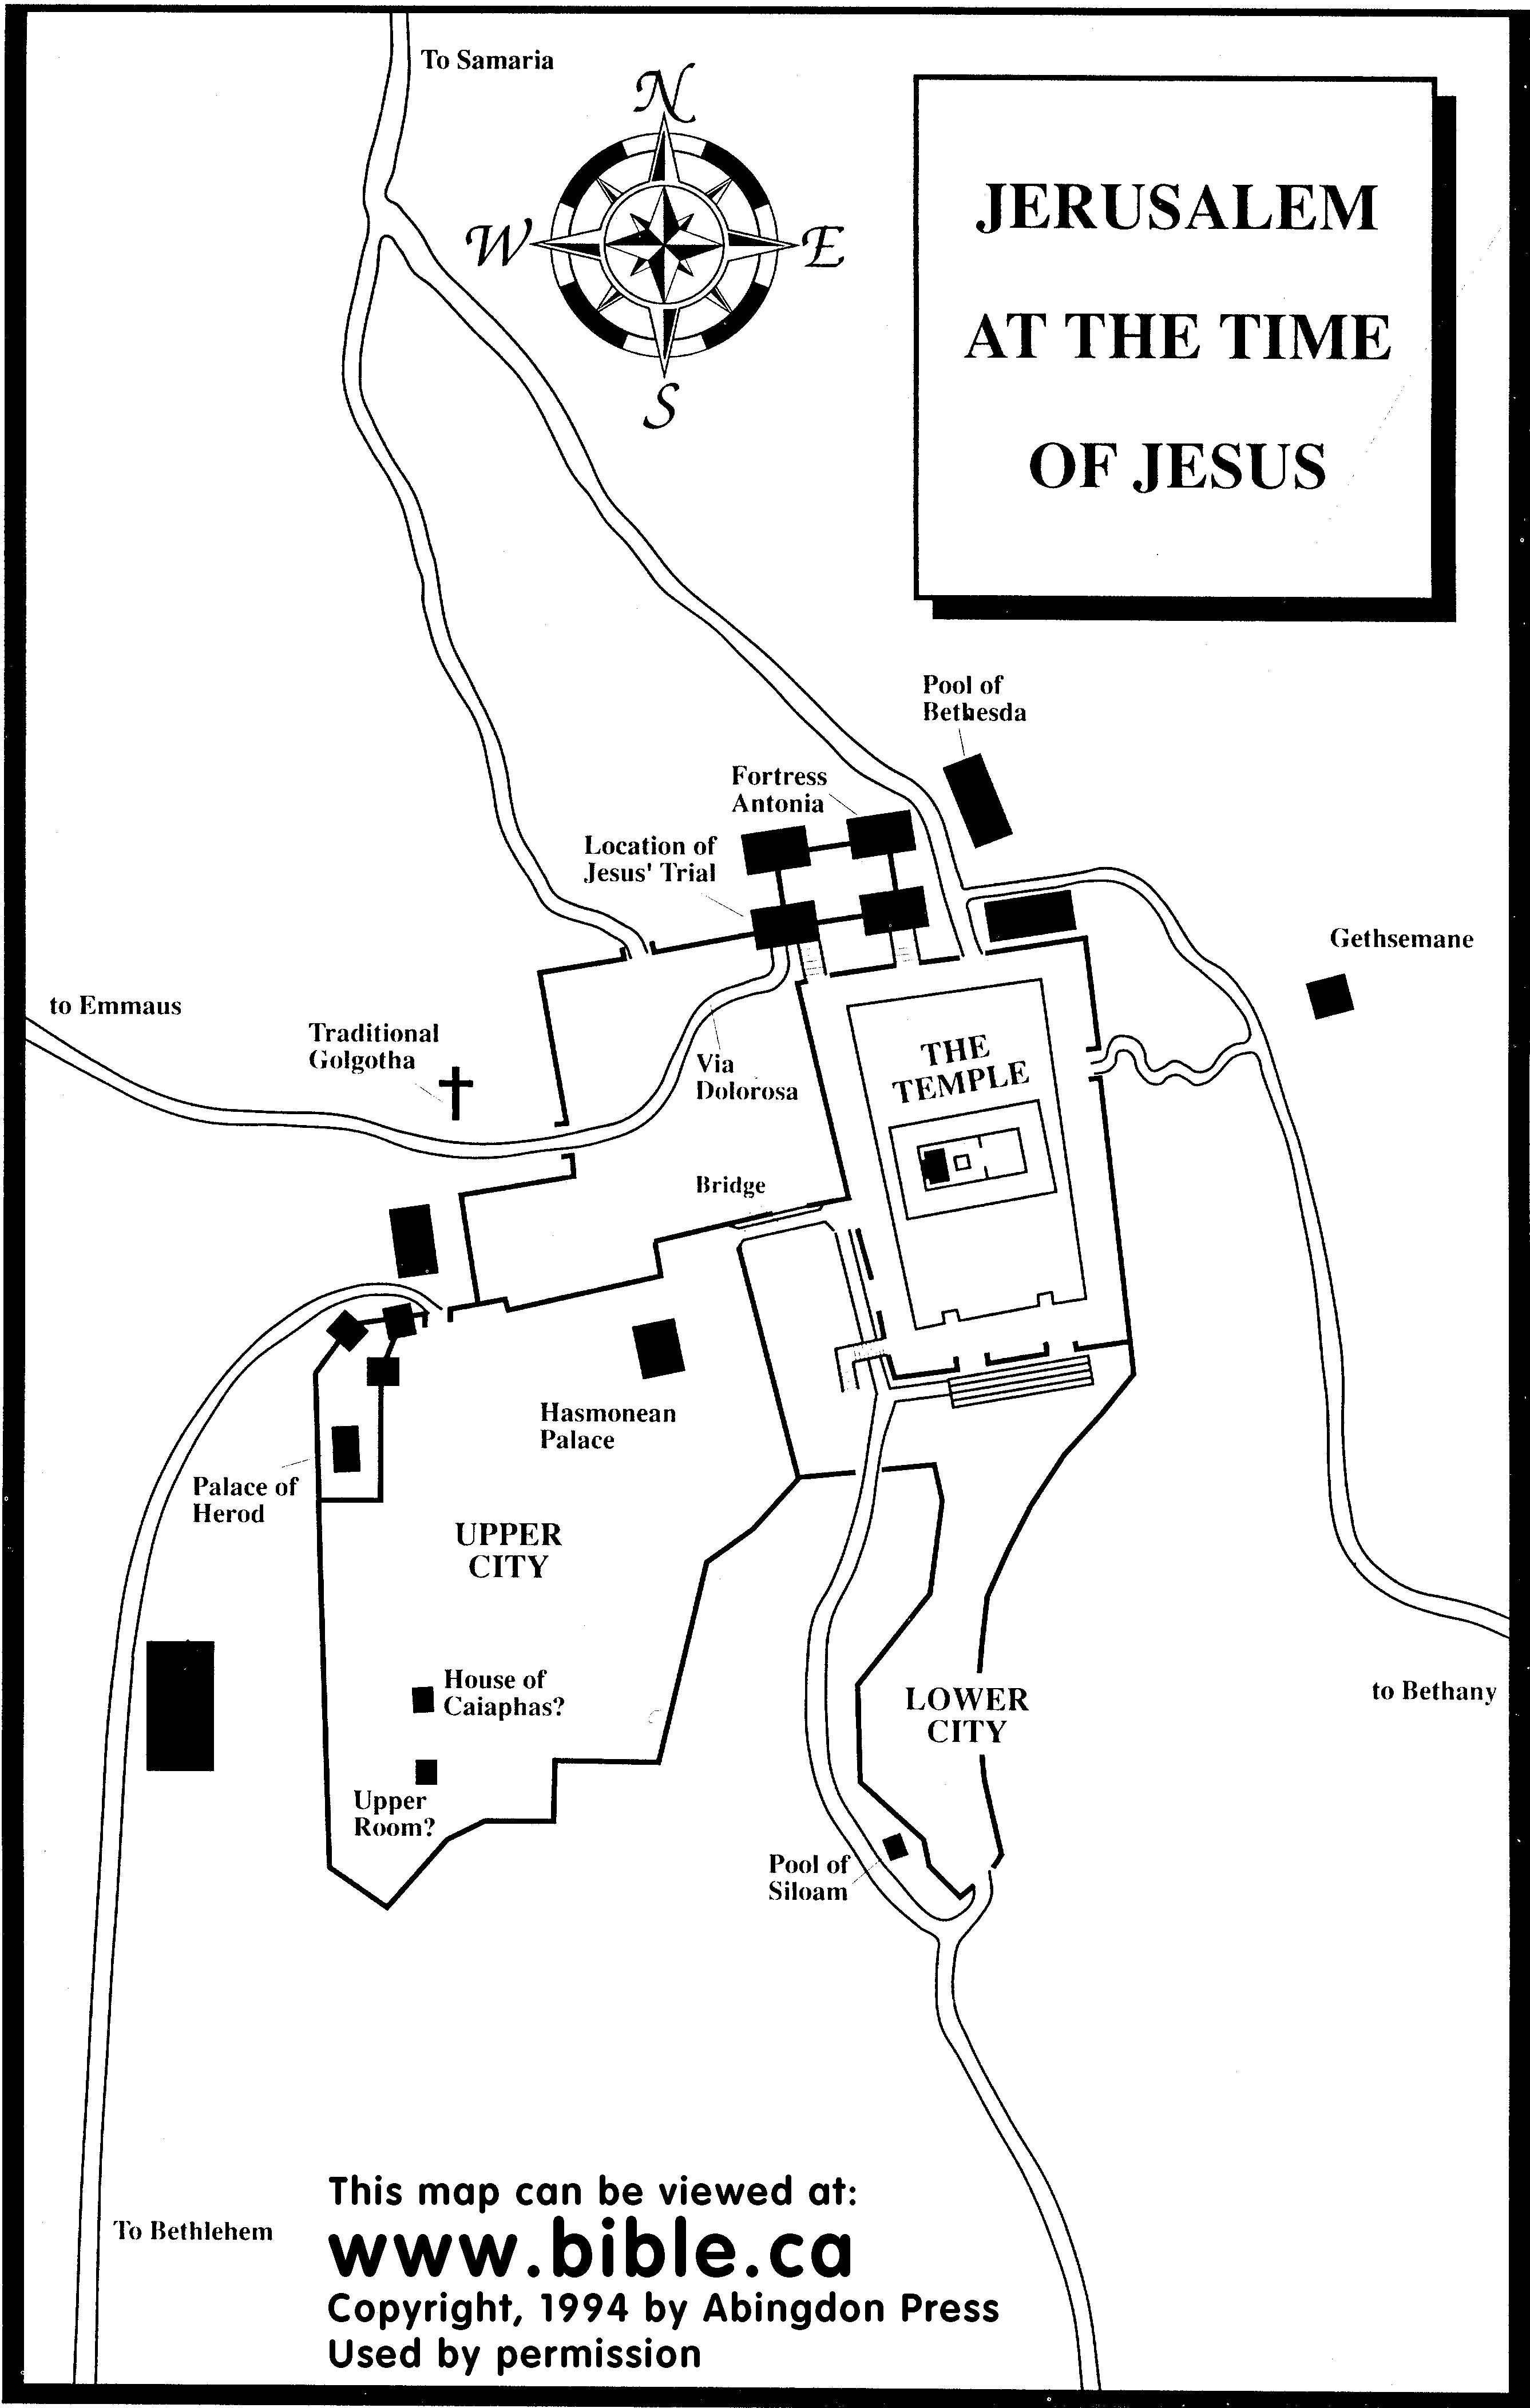 To Samaria
N
W
E
S
JERUSALEM
AT THE TIME
OF JESUS
Pool of
Bethesda
Fortress
Antonia
Location of
Jesus' Trial
Gethsemane
to Emmaus
Traditional
Golgotha
THE
TEMPLE
Via
Dolorosa
Bridge
Hasmonean
Palace
Palace of
Herod
UPPER
CITY
House of
Caiaphas?
LOWER
CITY
to Bethany
Upper
Room?
Pool of
Siloam
To Bethlehem
This map can be viewed at:
www.bible.ca
Copyright, 1994 by Abingdon Press
Used by permission